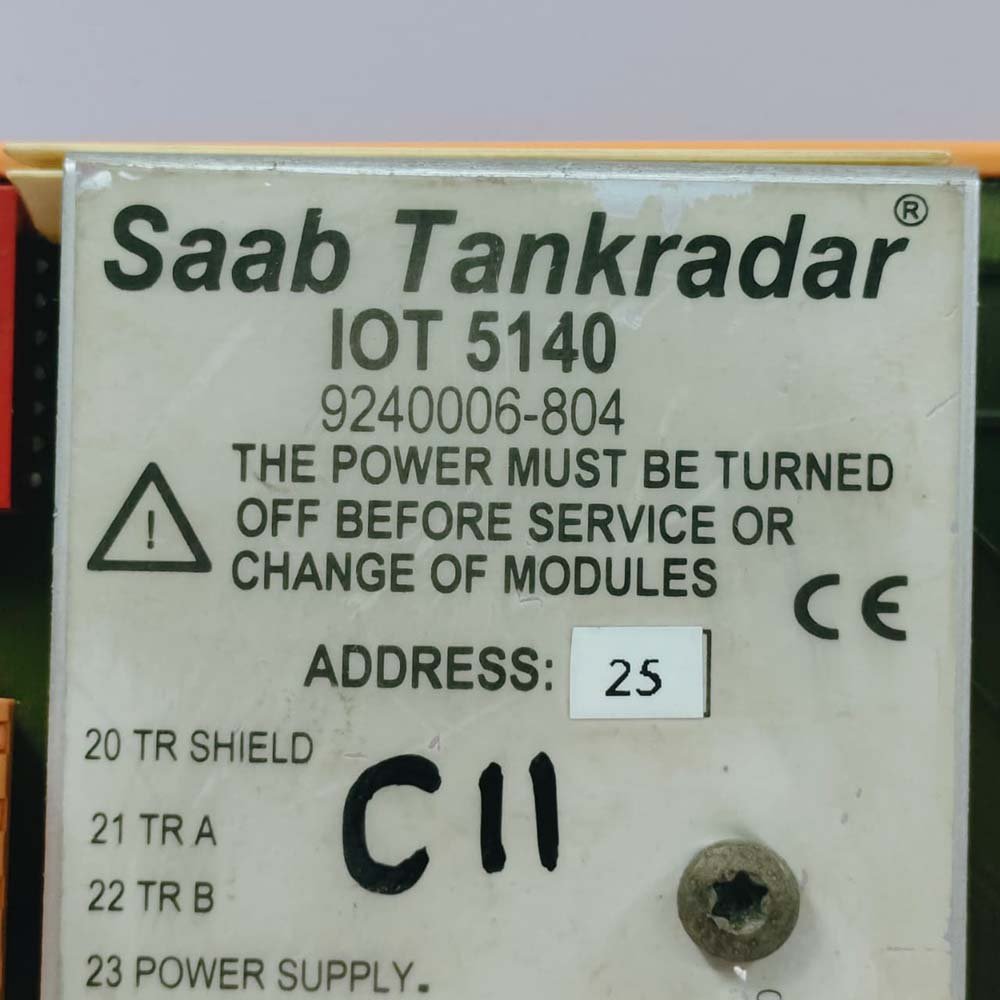 Saab Tankradar®
IOT 5140
9240006-804
THE POWER MUST BE TURNED
OFF BEFORE SERVICE OR
CHANGE OF MODULES
!
CE
ADDRESS: 25
20 TR SHIELD
C11
21 TR A
22 TR B
23 POWER SUPPLY.